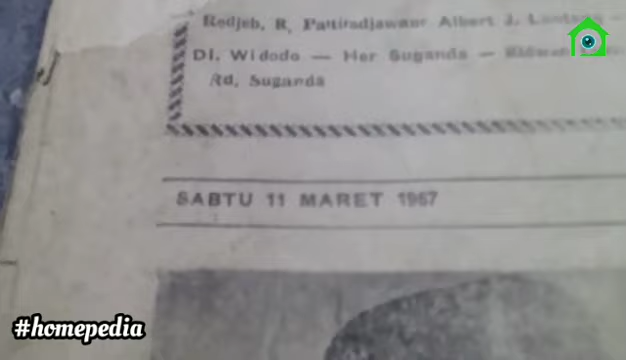 Redjeb, R, Pattiradjawane Albert J.
DI. Widodo — Her Suganda —
Rd, Suganda
SABTU 11 MARET 1967
#homepedia